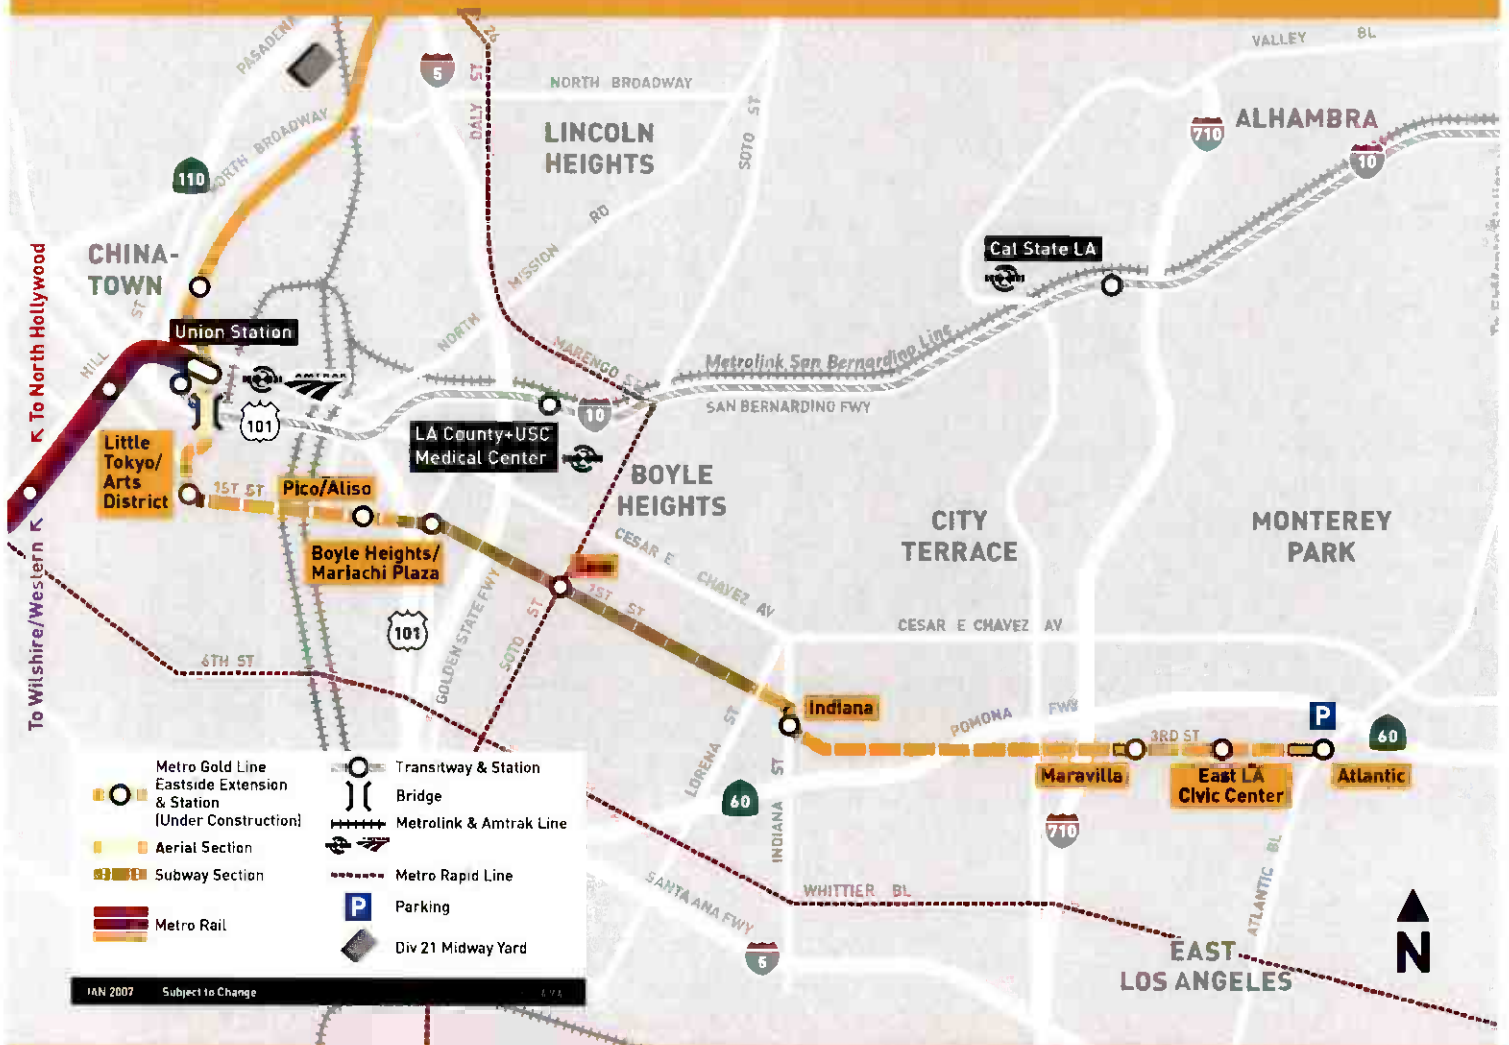 PASADENA
26
VALLEY BL
5
DALY ST
NORTH BROADWAY
SOTO ST
LINCOLN
HEIGHTS
710
ALHAMBRA
10
NORTH BROADWAY
110
MISSION RD
CHINA-
TOWN
Cal State LA
↖ To North Hollywood
HILL ST
Union Station
NORTH
MARENGO ST
Metrolink San Bernardino Line
SAN BERNARDINO FWY
AMTRAK
101
10
LA County+USC
Medical Center
Little
Tokyo/
Arts
District
1ST ST
Pico/Aliso
BOYLE
HEIGHTS
CITY
TERRACE
MONTEREY
PARK
To Wilshire/Western ↖
Boyle Heights/
Mariachi Plaza
CESAR E CHAVEZ AV
1ST ST
101
GOLDEN STATE FWY
SOTO ST
CESAR E CHAVEZ AV
6TH ST
Indiana
LORENA ST
POMONA FWY
P
60
3RD ST
Maravilla
East LA
Civic Center
Atlantic
INDIANA ST
60
710
ATLANTIC BL
WHITTIER BL
SANTA ANA FWY
5
EAST
LOS ANGELES
N
Metro Gold Line
Eastside Extension
& Station
(Under Construction)
Aerial Section
Subway Section
Metro Rail
Transitway & Station
Bridge
Metrolink & Amtrak Line
Metro Rapid Line
P
Parking
Div 21 Midway Yard
JAN 2007 Subject to Change